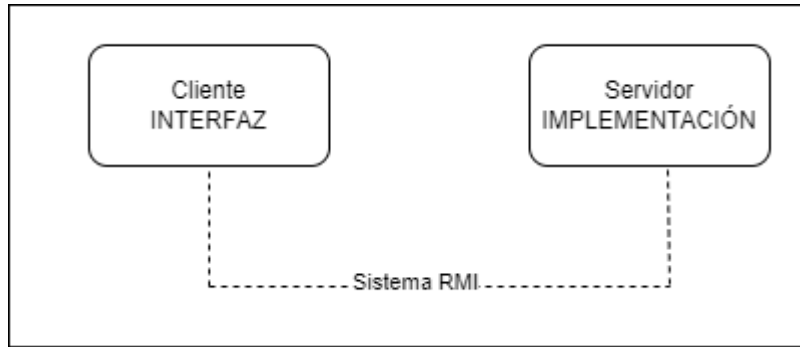 Cliente
INTERFAZ
Servidor
IMPLEMENTACIÓN
Sistema RMI